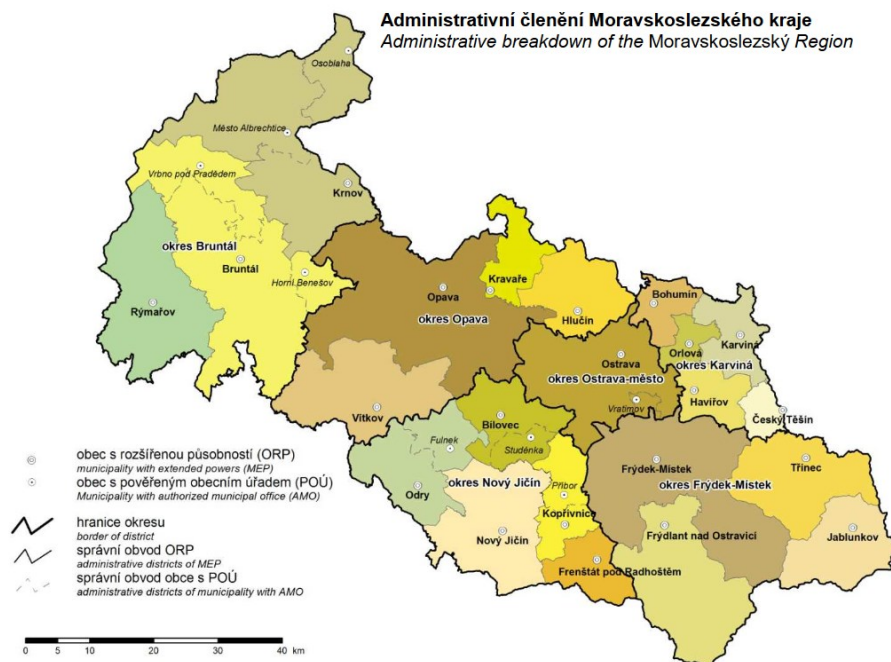 Administrativní členění Moravskoslezského kraje
Administrative breakdown of the Moravskoslezský Region
Osoblaha
Město Albrechtice
Vrbno pod Pradědem
Krnov
okres Bruntál
Bruntál
Horní Benešov
Rýmařov
Opava
okres Opava
Kravaře
Hlučín
Bohumín
Karviná
Orlová
okres Karviná
Ostrava
okres Ostrava-město
Havířov
Vratimov
Český Těšín
Vítkov
Bílovec
Fulnek
Studénka
Odry
okres Nový Jičín
Příbor
Kopřivnice
Nový Jičín
Frenštát pod Radhoštěm
Frýdek-Místek
okres Frýdek-Místek
Třinec
Frýdlant nad Ostravicí
Jablunkov
obec s rozšířenou působností (ORP)
municipality with extended powers (MEP)
obec s pověřeným obecním úřadem (POÚ)
Municipality with authorized municipal office (AMO)
hranice okresu
border of district
správní obvod ORP
administrative districts of MEP
správní obvod obce s POÚ
administrative districts of municipality with AMO
0 5 10 20 30 40 km